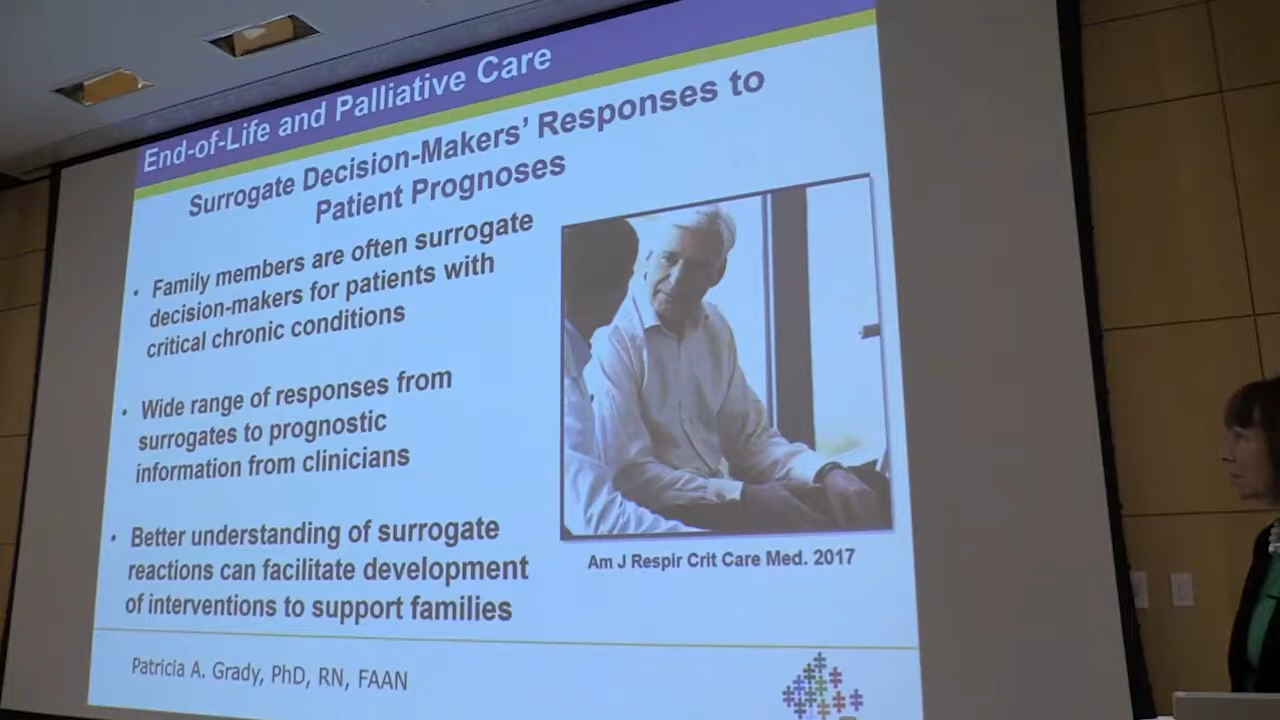 End-of-Life and Palliative Care
Surrogate Decision-Makers’ Responses to
Patient Prognoses
• Family members are often surrogate
decision-makers for patients with
critical chronic conditions
• Wide range of responses from
surrogates to prognostic
information from clinicians
• Better understanding of surrogate
reactions can facilitate development
of interventions to support families
Am J Respir Crit Care Med. 2017
Patricia A. Grady, PhD, RN, FAAN